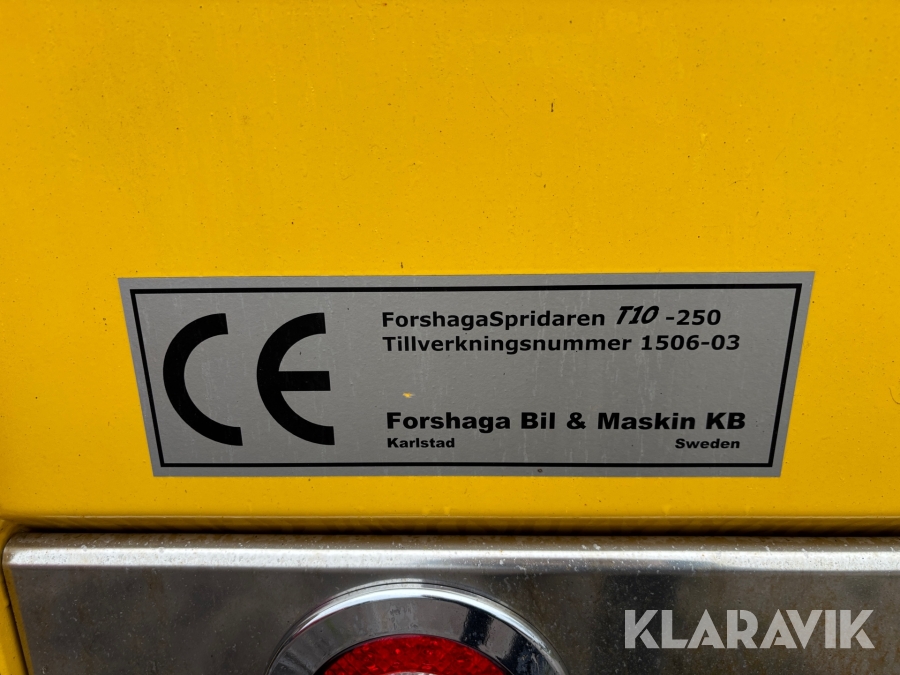 CE
ForshagaSpridaren T10 -250
Tillverkningsnummer 1506-03
Forshaga Bil & Maskin KB
Karlstad Sweden
KLARAVIK